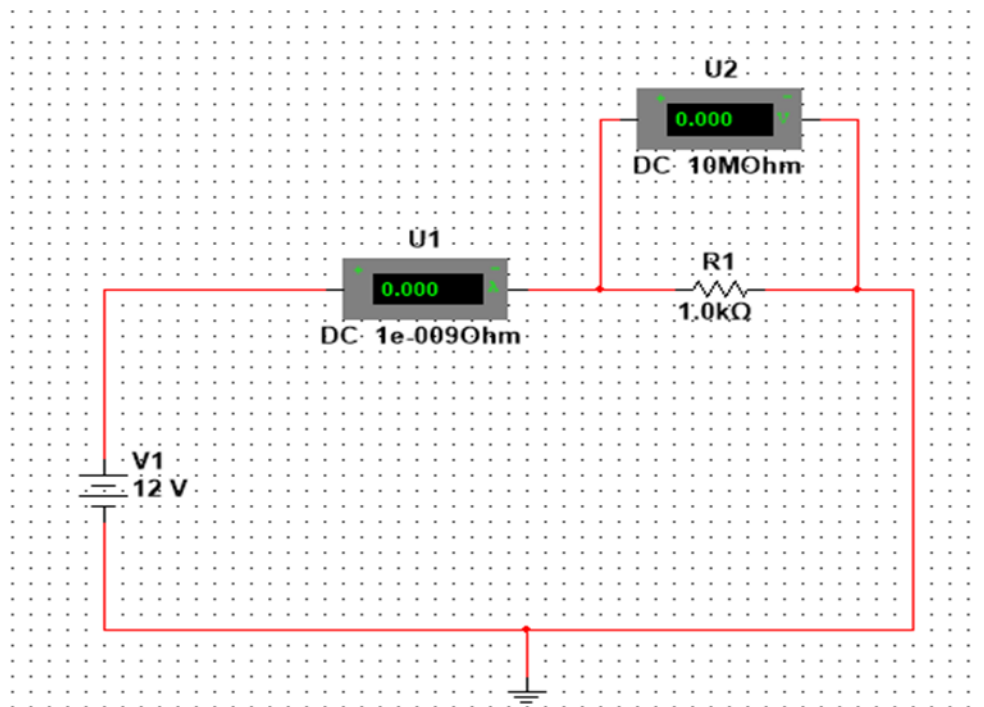 U2
+ -
0.000 V
DC 10MOhm
U1
+ -
0.000 A
DC 1e-009Ohm
R1
1.0kΩ
V1
12 V